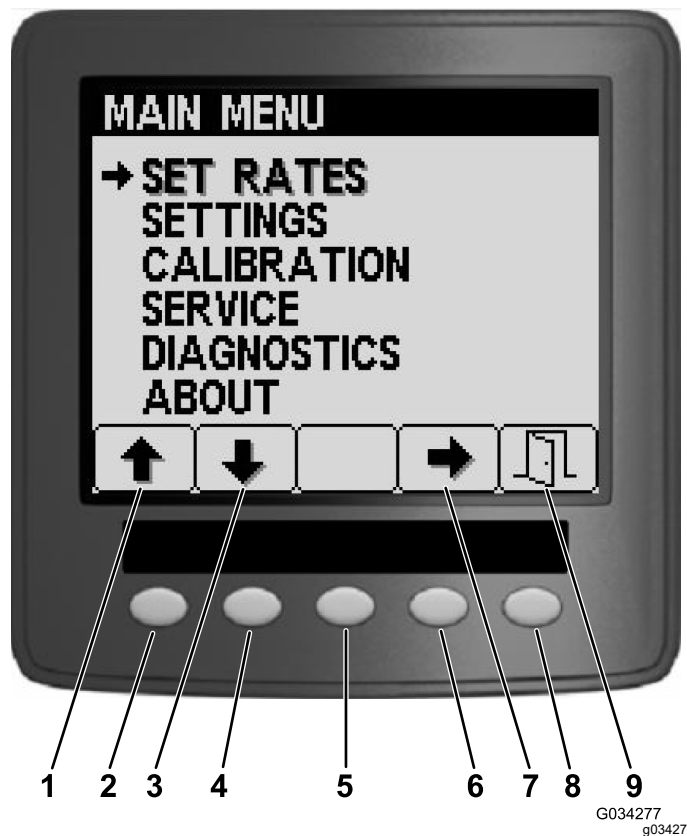 MAIN MENU
SET RATES
SETTINGS
CALIBRATION
SERVICE
DIAGNOSTICS
ABOUT
1 2 3 4 5 6 7 8 9
G034277
g03427